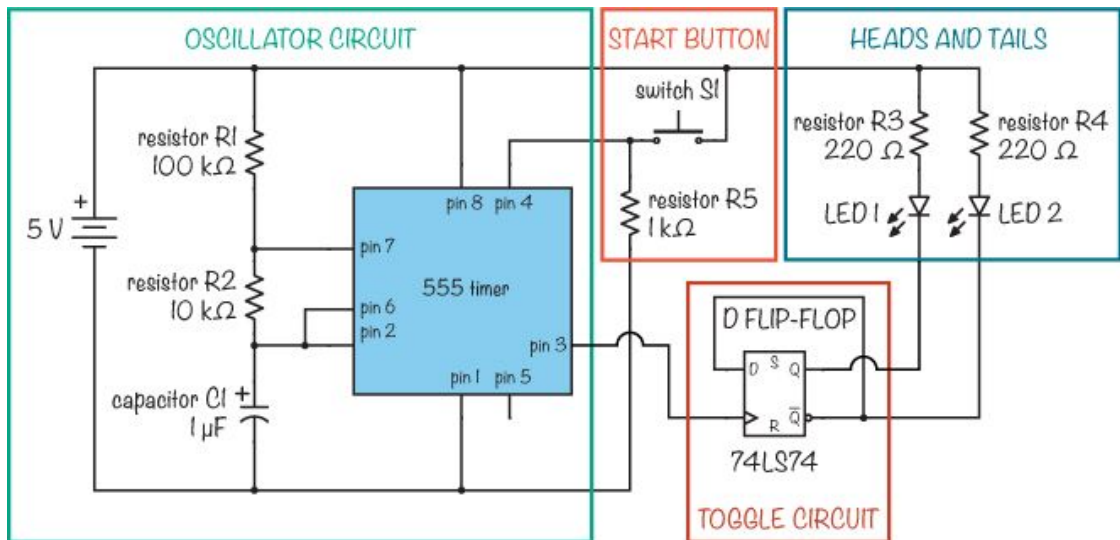 OSCILLATOR CIRCUIT
START BUTTON
HEADS AND TAILS
switch S1
resistor R1
100 kΩ
resistor R3
220 Ω
resistor R4
220 Ω
+
5 V
pin 8
pin 4
resistor R5
1 kΩ
LED 1
LED 2
pin 7
resistor R2
10 kΩ
555 timer
pin 6
pin 2
pin 3
D FLIP-FLOP
capacitor C1
+
1 µF
pin 1
pin 5
D
S
Q
R
Q̅
74LS74
TOGGLE CIRCUIT